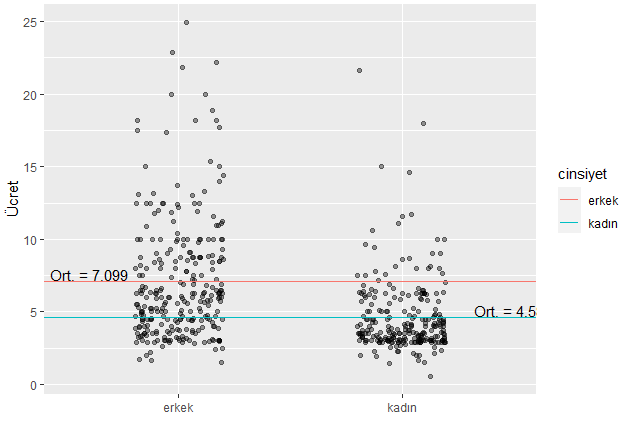 25
20
15
10
5
0
Ücret
Ort. = 7.099
Ort. = 4.5
erkek
kadın
cinsiyet
erkek
kadın